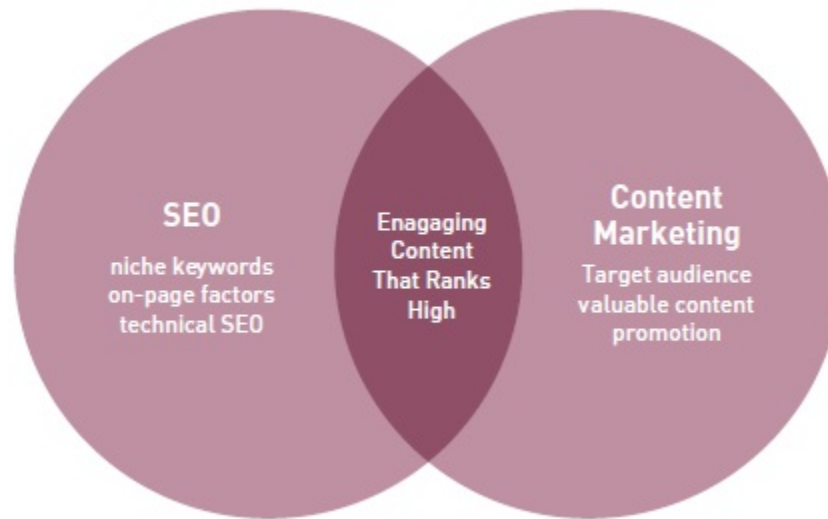 SEO
niche keywords
on-page factors
technical SEO
Enagaging
Content
That Ranks
High
Content
Marketing
Target audience
valuable content
promotion